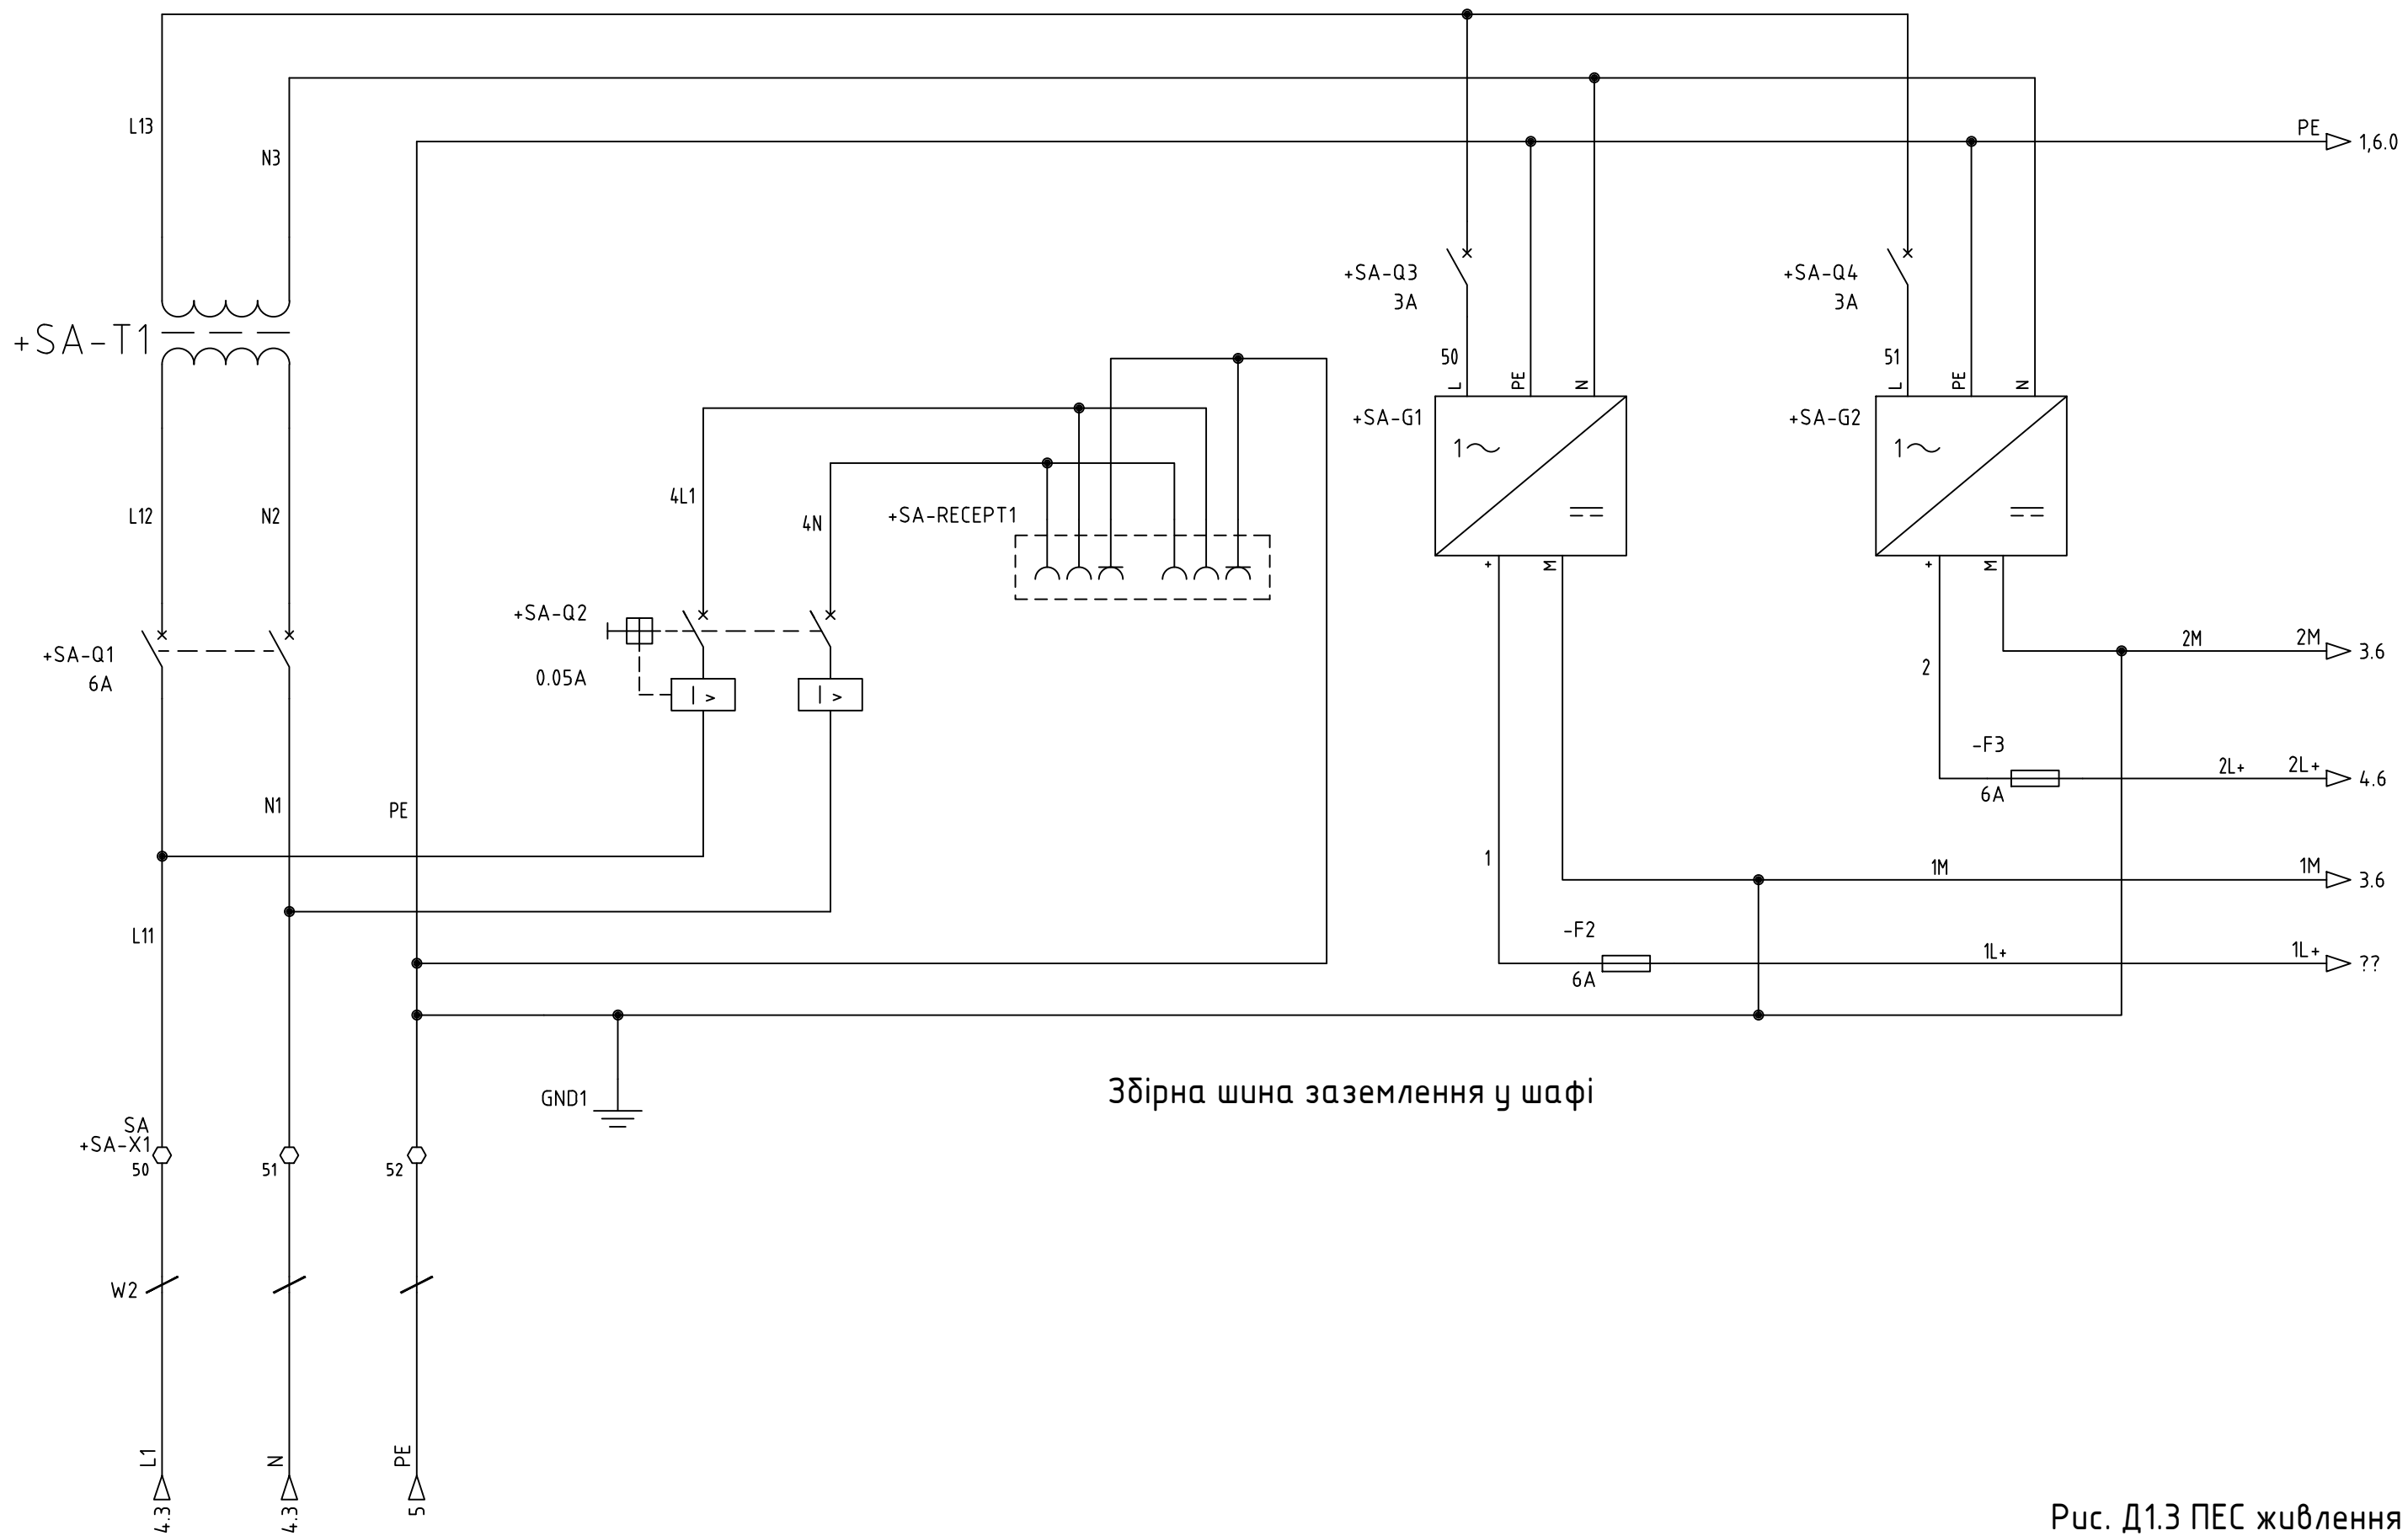 L13
N3
PE
1,6.0
+SA-T1
+SA-Q3
3A
+SA-Q4
3A
50
L
PE
N
51
L
PE
N
+SA-G1
1
+SA-G2
1
+
M
+
M
4L1
4N
+SA-RECEPT1
L12
N2
+SA-Q2
0.05A
I >
I >
+SA-Q1
6A
2M
2M
3.6
2
-F3
6A
2L+
2L+
4.6
N1
PE
1
1M
1M
3.6
-F2
6A
1L+
1L+
??
L11
GND1
Збірна шина заземлення у шафі
SA
+SA-X1
50
51
52
W2
L1
N
PE
4.3
4.3
5
Рис. Д1.3 ПЕС живлення